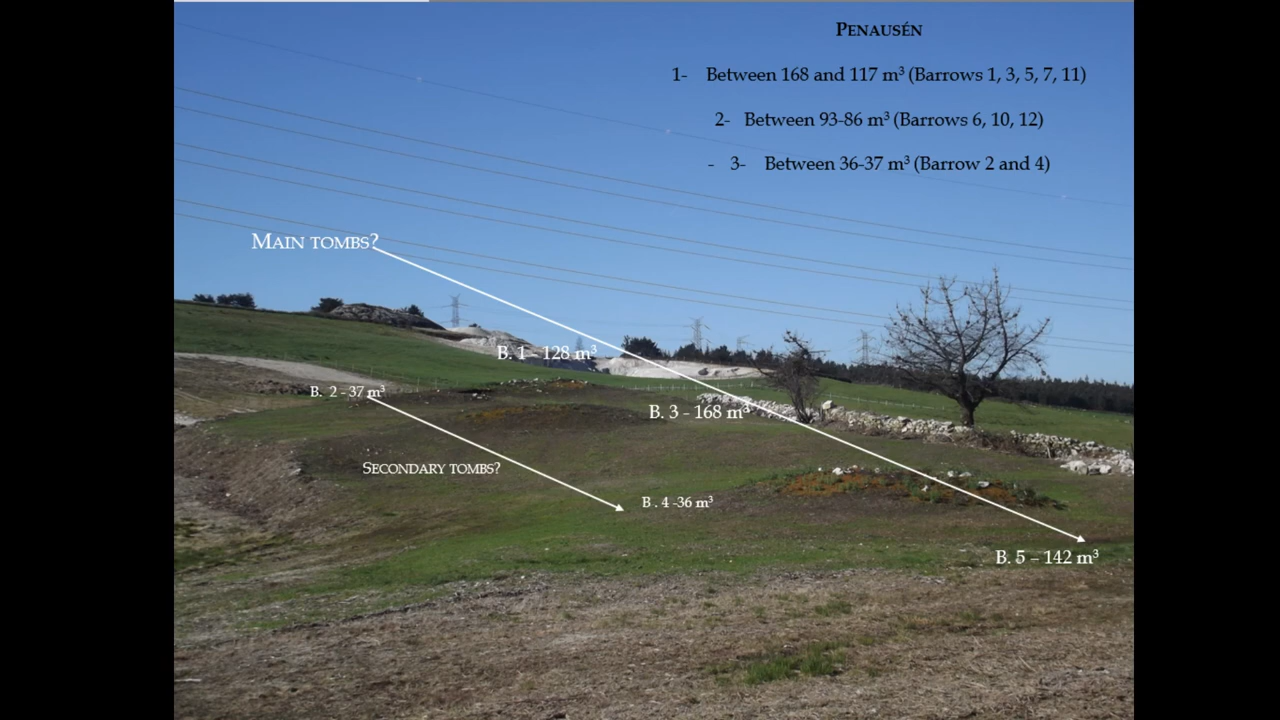 PENAUSÉN
1- Between 168 and 117 m³ (Barrows 1, 3, 5, 7, 11)
2- Between 93-86 m³ (Barrows 6, 10, 12)
- 3- Between 36-37 m³ (Barrow 2 and 4)
MAIN TOMBS?
B. 1 – 128 m³
B. 2 - 37 m³
B. 3 - 168 m³
SECONDARY TOMBS?
B . 4 -36 m³
B. 5 – 142 m³